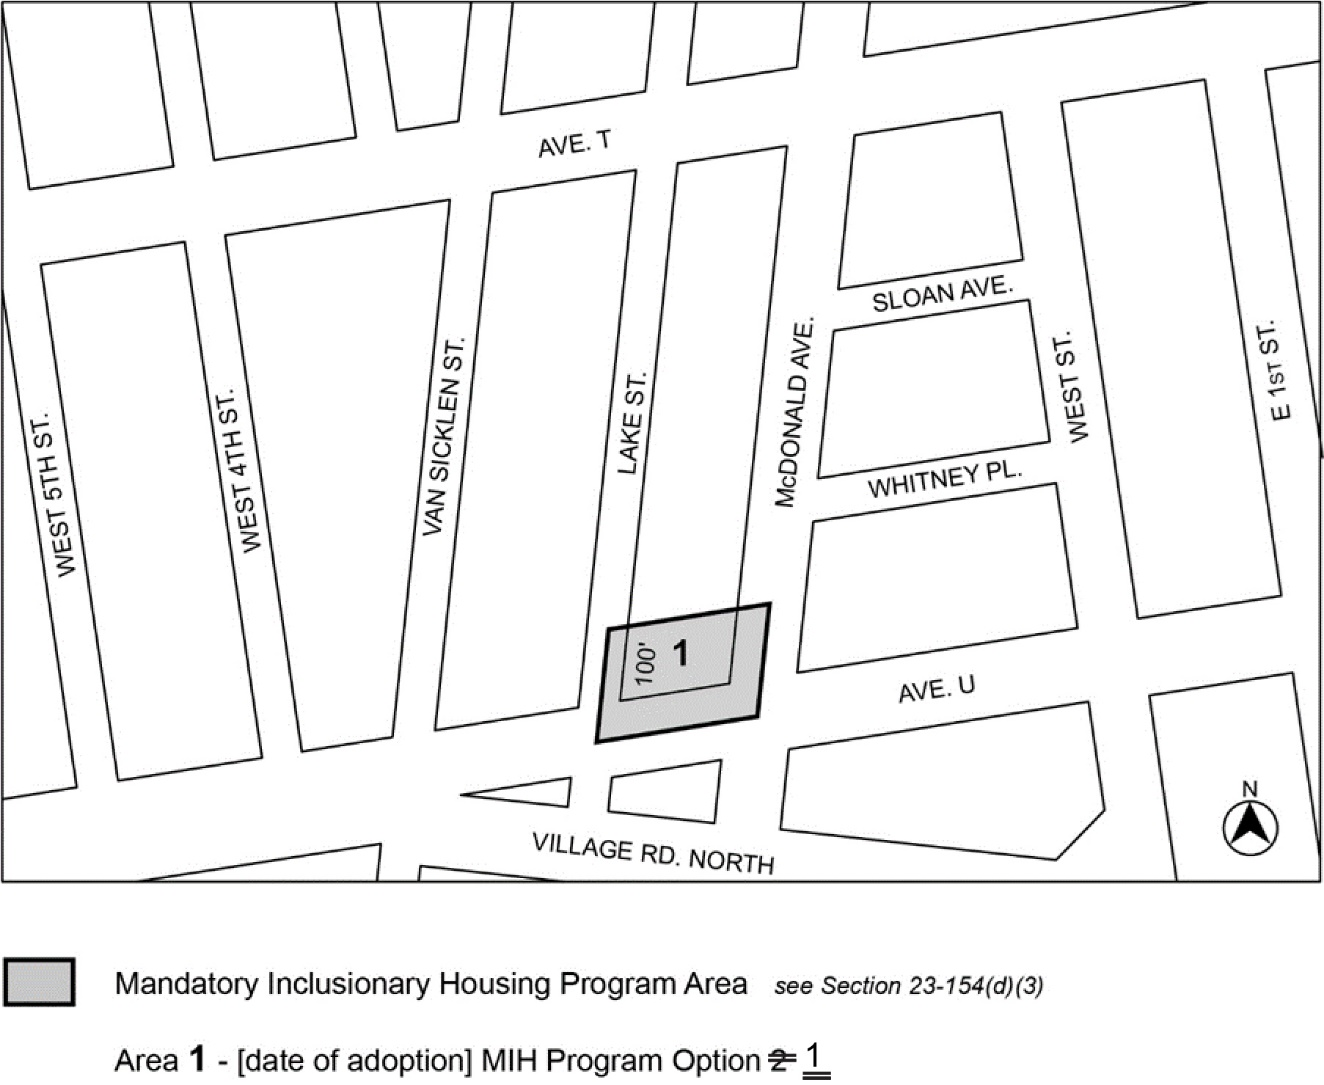 AVE. T
SLOAN AVE.
WEST 5TH ST.
WEST 4TH ST.
VAN SICKLEN ST.
LAKE ST.
McDONALD AVE.
WEST ST.
E 1ST ST.
WHITNEY PL.
100'
1
AVE. U
N
VILLAGE RD. NORTH
Mandatory Inclusionary Housing Program Area see Section 23-154(d)(3)
Area 1 - [date of adoption] MIH Program Option 2 1